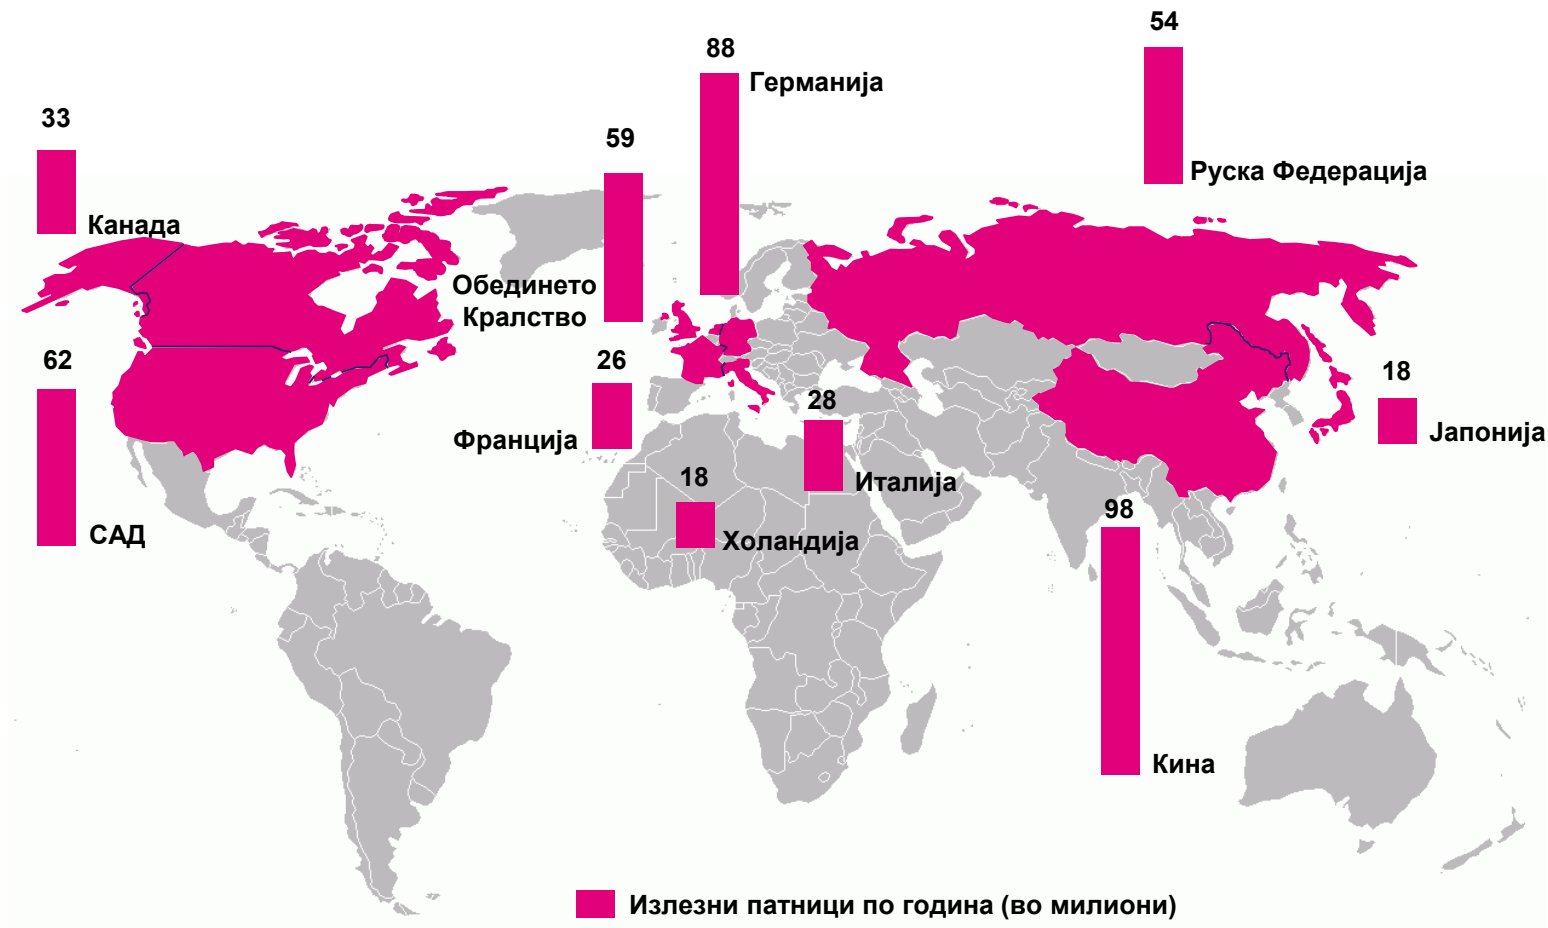 54
88
Германија
33
59
Руска Федерација
Канада
Обединето
Кралство
62
26
18
28
Јапонија
Франција
18
Италија
98
САД
Холандија
Кина
Излезни патници по година (во милиони)